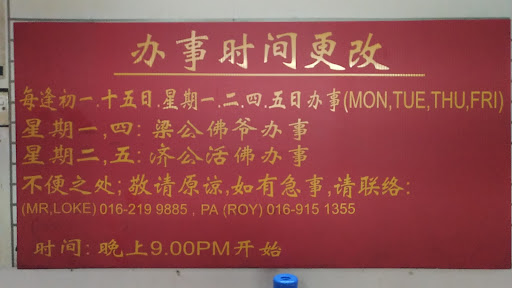 办事时间更改
每逢初一.十五日.星期一.二.四.五日办事(MON,TUE,THU,FRI)
星期一,四: 梁公佛爷办事
星期二,五: 济公活佛办事
不便之处; 敬请原谅,如有急事,请联络:
(MR,LOKE) 016-219 9885 , PA (ROY) 016-915 1355
时间: 晚上9.00PM开始